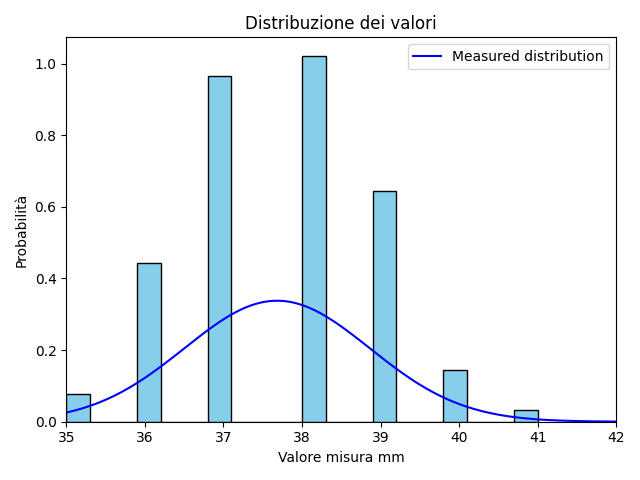 Distribuzione dei valori
Measured distribution
Probabilità
1.0
0.8
0.6
0.4
0.2
0.0
35 36 37 38 39 40 41 42
Valore misura mm